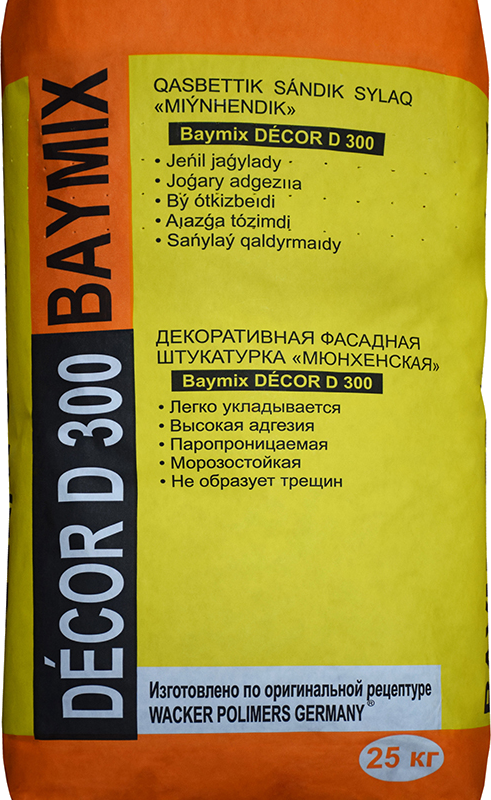 BAYMIX
DÉCOR D 300
QASBETTIK SÁNDIK SYLAQ
«MIÝNHENDIK»
Baymix DÉCOR D 300
• Jeńil jaǵylady
• Joǵary adgezııa
• Bý ótkizbeıdi
• Aıazǵa tózimdi
• Sańylaý qaldyrmaıdy
ДЕКОРАТИВНАЯ ФАСАДНАЯ
ШТУКАТУРКА «МЮНХЕНСКАЯ»
Baymix DÉCOR D 300
• Легко укладывается
• Высокая адгезия
• Паропроницаемая
• Морозостойкая
• Не образует трещин
Изготовлено по оригинальной рецептуре
WACKER POLIMERS GERMANY®
25 кг